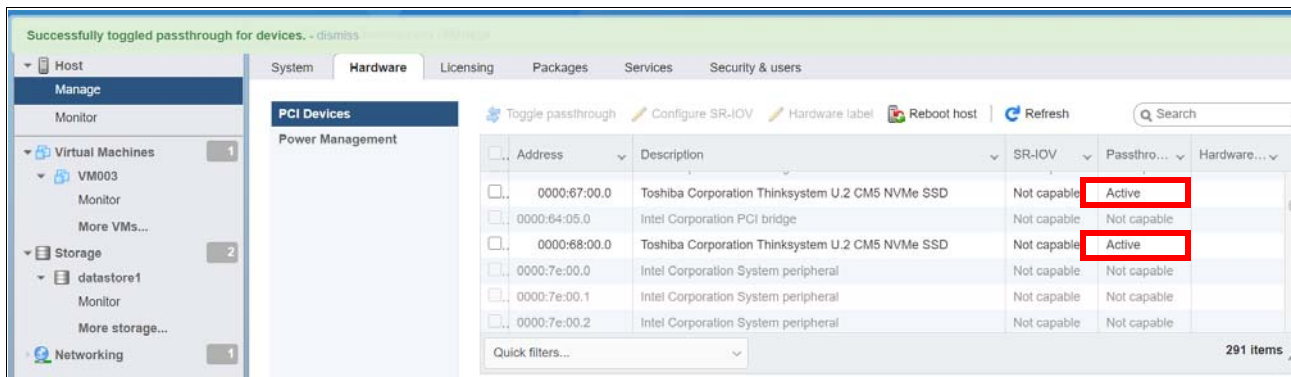 Successfully toggled passthrough for devices. - dismiss
Host
Manage
Monitor
Virtual Machines 1
VM003
Monitor
More VMs...
Storage 2
datastore1
Monitor
More storage...
Networking 1
System Hardware Licensing Packages Services Security & users
PCI Devices
Power Management
Toggle passthrough Configure SR-IOV Hardware label Reboot host Refresh Search
Address Description SR-IOV Passthro... Hardware...
0000:67:00.0 Toshiba Corporation Thinksystem U.2 CM5 NVMe SSD Not capable Active
0000:64:05.0 Intel Corporation PCI bridge Not capable Not capable
0000:68:00.0 Toshiba Corporation Thinksystem U.2 CM5 NVMe SSD Not capable Active
0000:7e:00.0 Intel Corporation System peripheral Not capable Not capable
0000:7e:00.1 Intel Corporation System peripheral Not capable Not capable
0000:7e:00.2 Intel Corporation System peripheral Not capable Not capable
Quick filters... 291 items